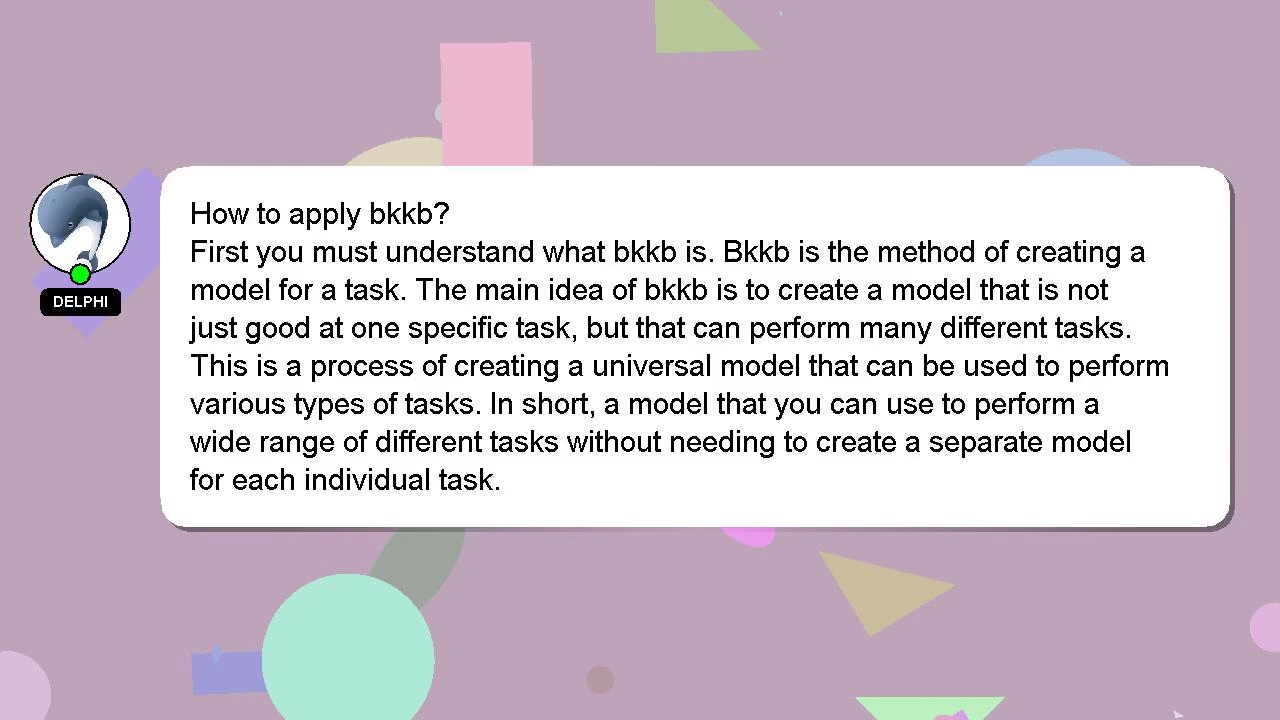 How to apply bkkb?
First you must understand what bkkb is. Bkkb is the method of creating a
model for a task. The main idea of bkkb is to create a model that is not
just good at one specific task, but that can perform many different tasks.
This is a process of creating a universal model that can be used to perform
various types of tasks. In short, a model that you can use to perform a
wide range of different tasks without needing to create a separate model
for each individual task.
DELPHI